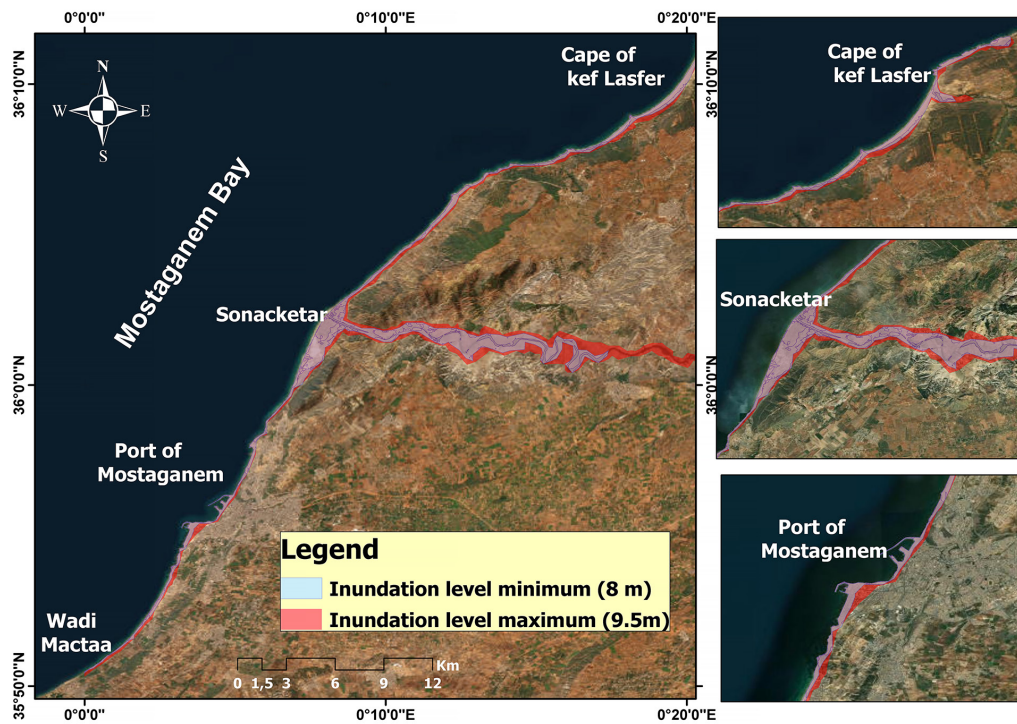 0°0'0"
0°10'0"E
0°20'0"E
36°10'0"N
36°0'0"N
35°50'0"N
N
W
E
S
Mostaganem Bay
Cape of
kef Lasfer
Sonacketar
Port of
Mostaganem
Wadi
Mactaa
Legend
Inundation level minimum (8 m)
Inundation level maximum (9.5m)
Km
0 1,5 3 6 9 12
0°0'0"
0°10'0"E
0°20'0"E
Cape of
kef Lasfer
36°10'0"N
Sonacketar
36°0'0"N
Port of
Mostaganem
35°50'0"N